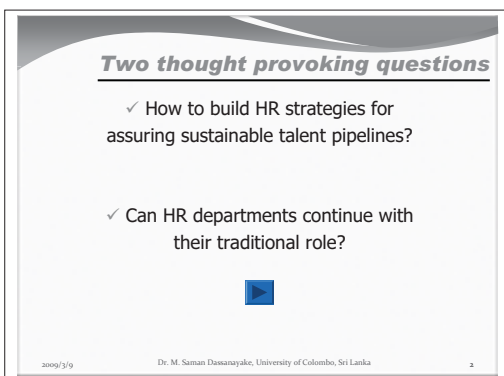 Two thought provoking questions
✓ How to build HR strategies for
assuring sustainable talent pipelines?
✓ Can HR departments continue with
their traditional role?
2009/3/9 Dr. M. Saman Dassanayake, University of Colombo, Sri Lanka 2